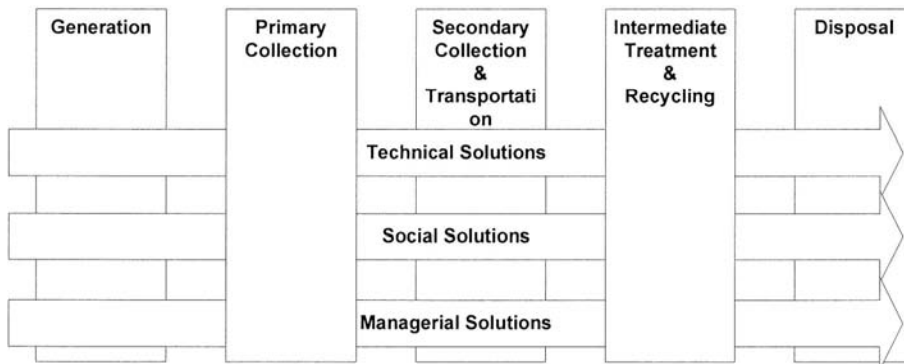 Generation
Primary
Collection
Secondary
Collection
&
Transportati
on
Intermediate
Treatment
&
Recycling
Disposal
Technical Solutions
Social Solutions
Managerial Solutions